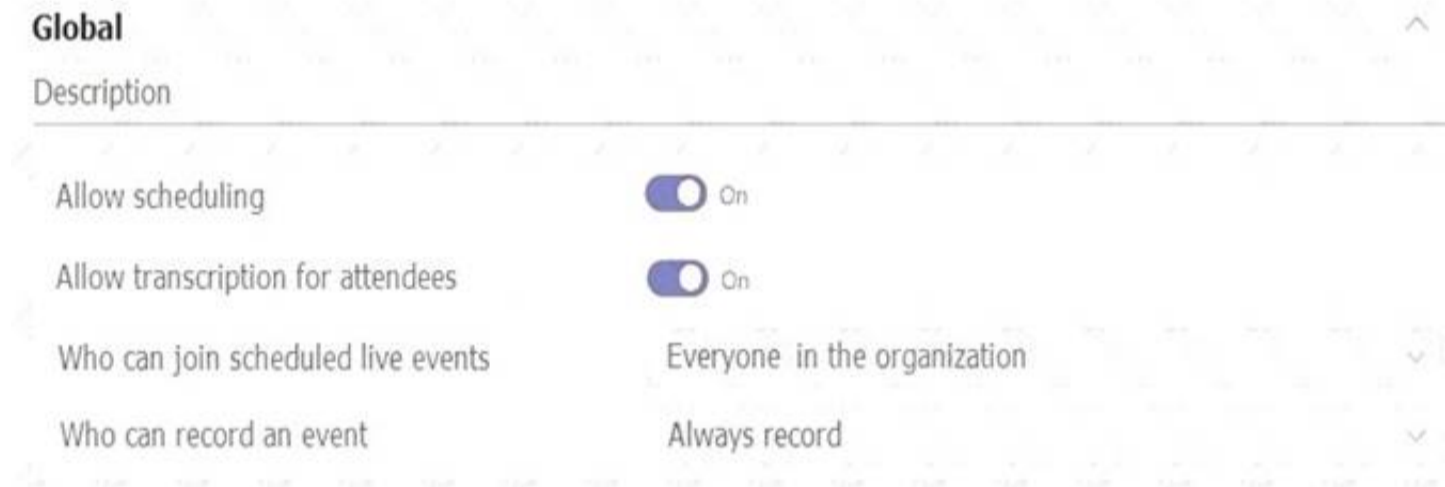 Global
Description
Allow scheduling On
Allow transcription for attendees On
Who can join scheduled live events Everyone in the organization
Who can record an event Always record